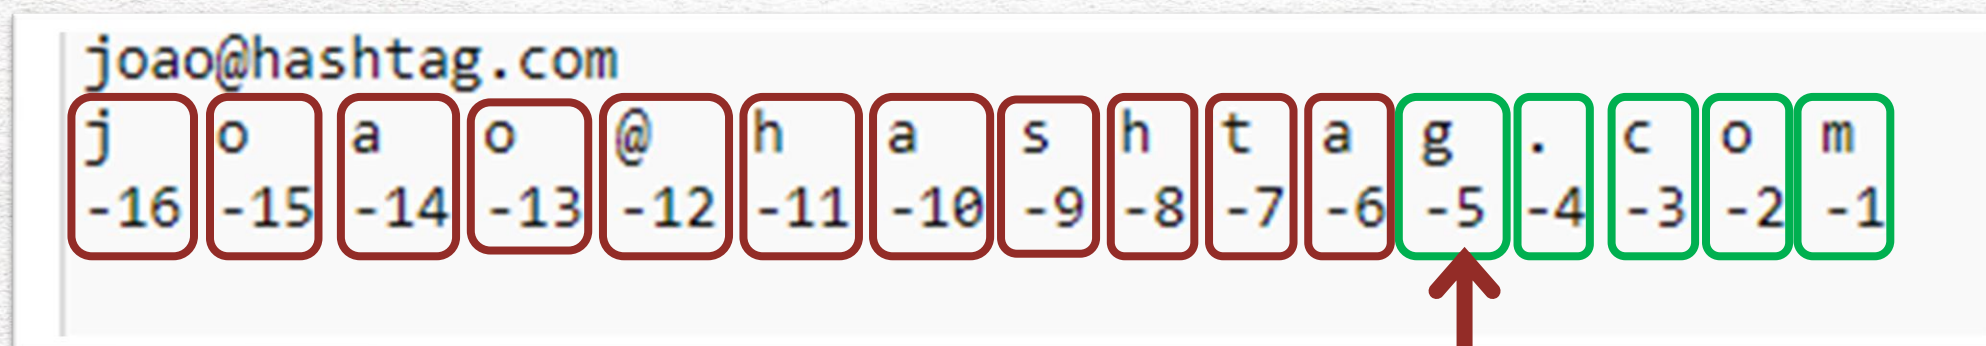 joao@hashtag.com
j o a o @ h a s h t a g . c o m
-16 -15 -14 -13 -12 -11 -10 -9 -8 -7 -6 -5 -4 -3 -2 -1